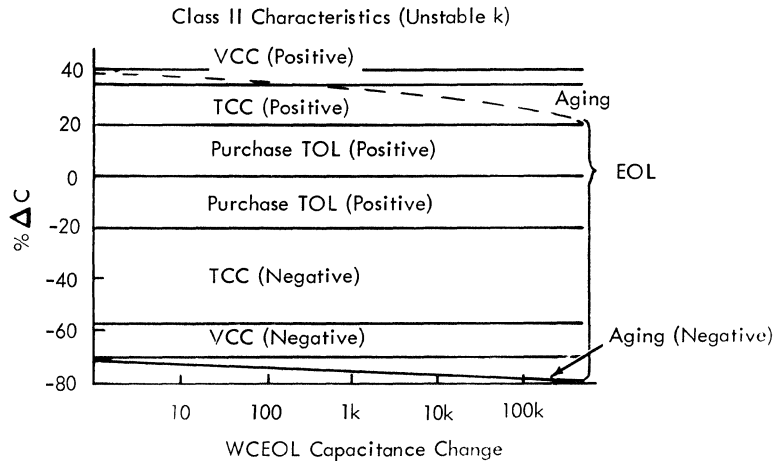 Class II Characteristics (Unstable k)
VCC (Positive)
40
TCC (Positive)
Aging
20
Purchase TOL (Positive)
0
EOL
Purchase TOL (Positive)
% Δ C
-20
TCC (Negative)
-40
VCC (Negative)
-60
Aging (Negative)
-80
10 100 1k 10k 100k
WCEOL Capacitance Change